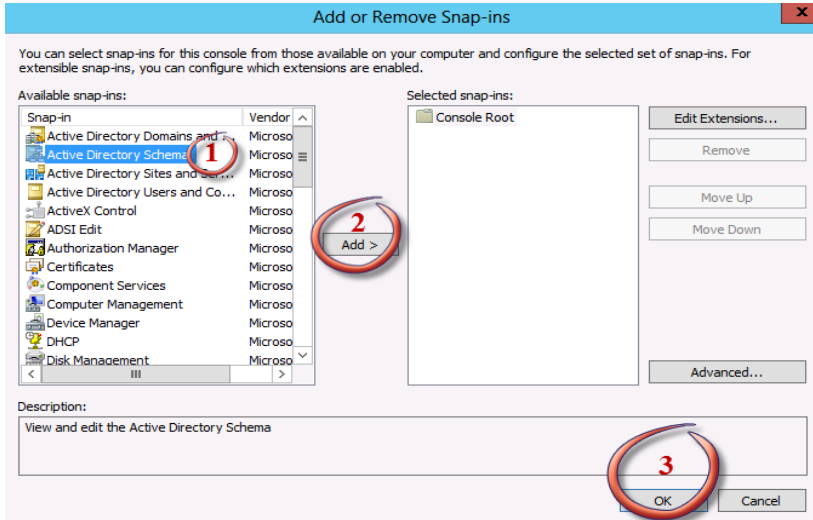 Add or Remove Snap-ins
x
You can select snap-ins for this console from those available on your computer and configure the selected set of snap-ins. For
extensible snap-ins, you can configure which extensions are enabled.
Available snap-ins:
Selected snap-ins:
Snap-in Vendor
Active Directory Domains and ... Microso
Active Directory Schema Microso
1
Active Directory Sites and Ser... Microso
Active Directory Users and Co... Microso
ActiveX Control Microso
ADSI Edit Microso
Authorization Manager Microso
Certificates Microso
Component Services Microso
Computer Management Microso
Device Manager Microso
DHCP Microso
Disk Management Microso
2
Add >
Console Root
Edit Extensions...
Remove
Move Up
Move Down
Advanced...
Description:
View and edit the Active Directory Schema
3
OK
Cancel